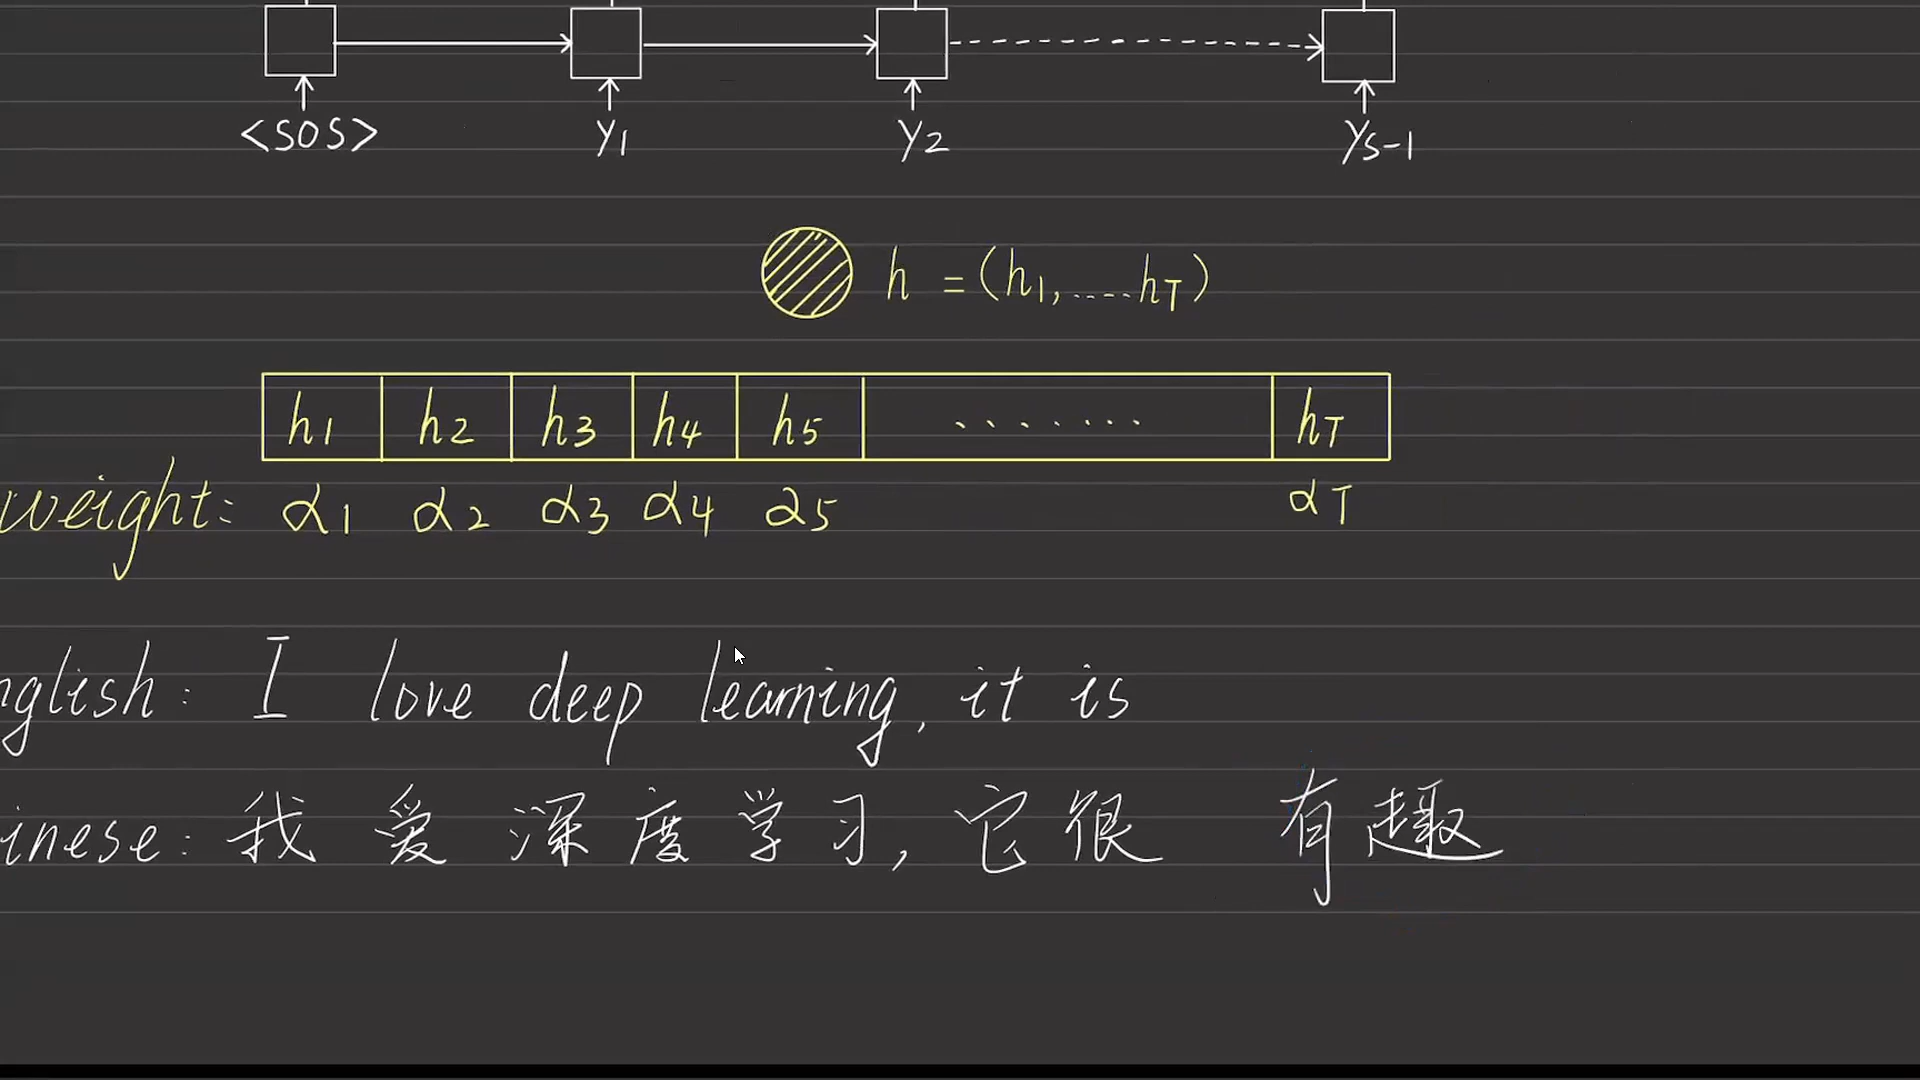 <SOS> y1 y2 ys-1
h = (h1, ..... hT)
h1 h2 h3 h4 h5 ........ hT
weight: α1 α2 α3 α4 α5 αT
nglish: I love deep learning, it is
inese: 我 爱 深 度 学 习, 它 很 有 趣